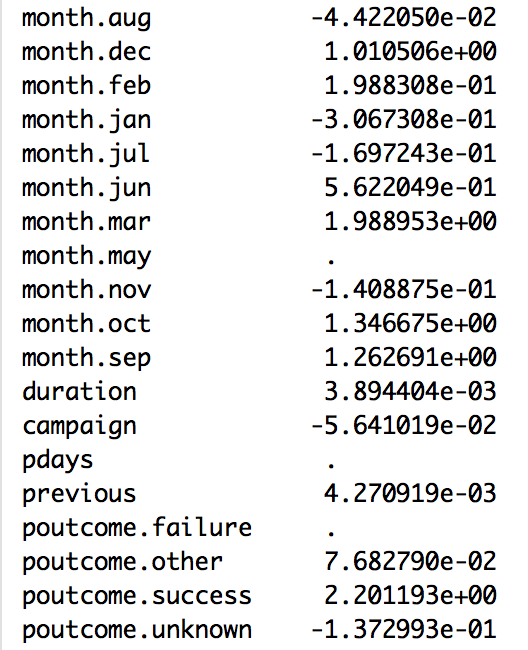 month.aug -4.422050e-02
month.dec 1.010506e+00
month.feb 1.988308e-01
month.jan -3.067308e-01
month.jul -1.697243e-01
month.jun 5.622049e-01
month.mar 1.988953e+00
month.may .
month.nov -1.408875e-01
month.oct 1.346675e+00
month.sep 1.262691e+00
duration 3.894404e-03
campaign -5.641019e-02
pdays .
previous 4.270919e-03
poutcome.failure .
poutcome.other 7.682790e-02
poutcome.success 2.201193e+00
poutcome.unknown -1.372993e-01